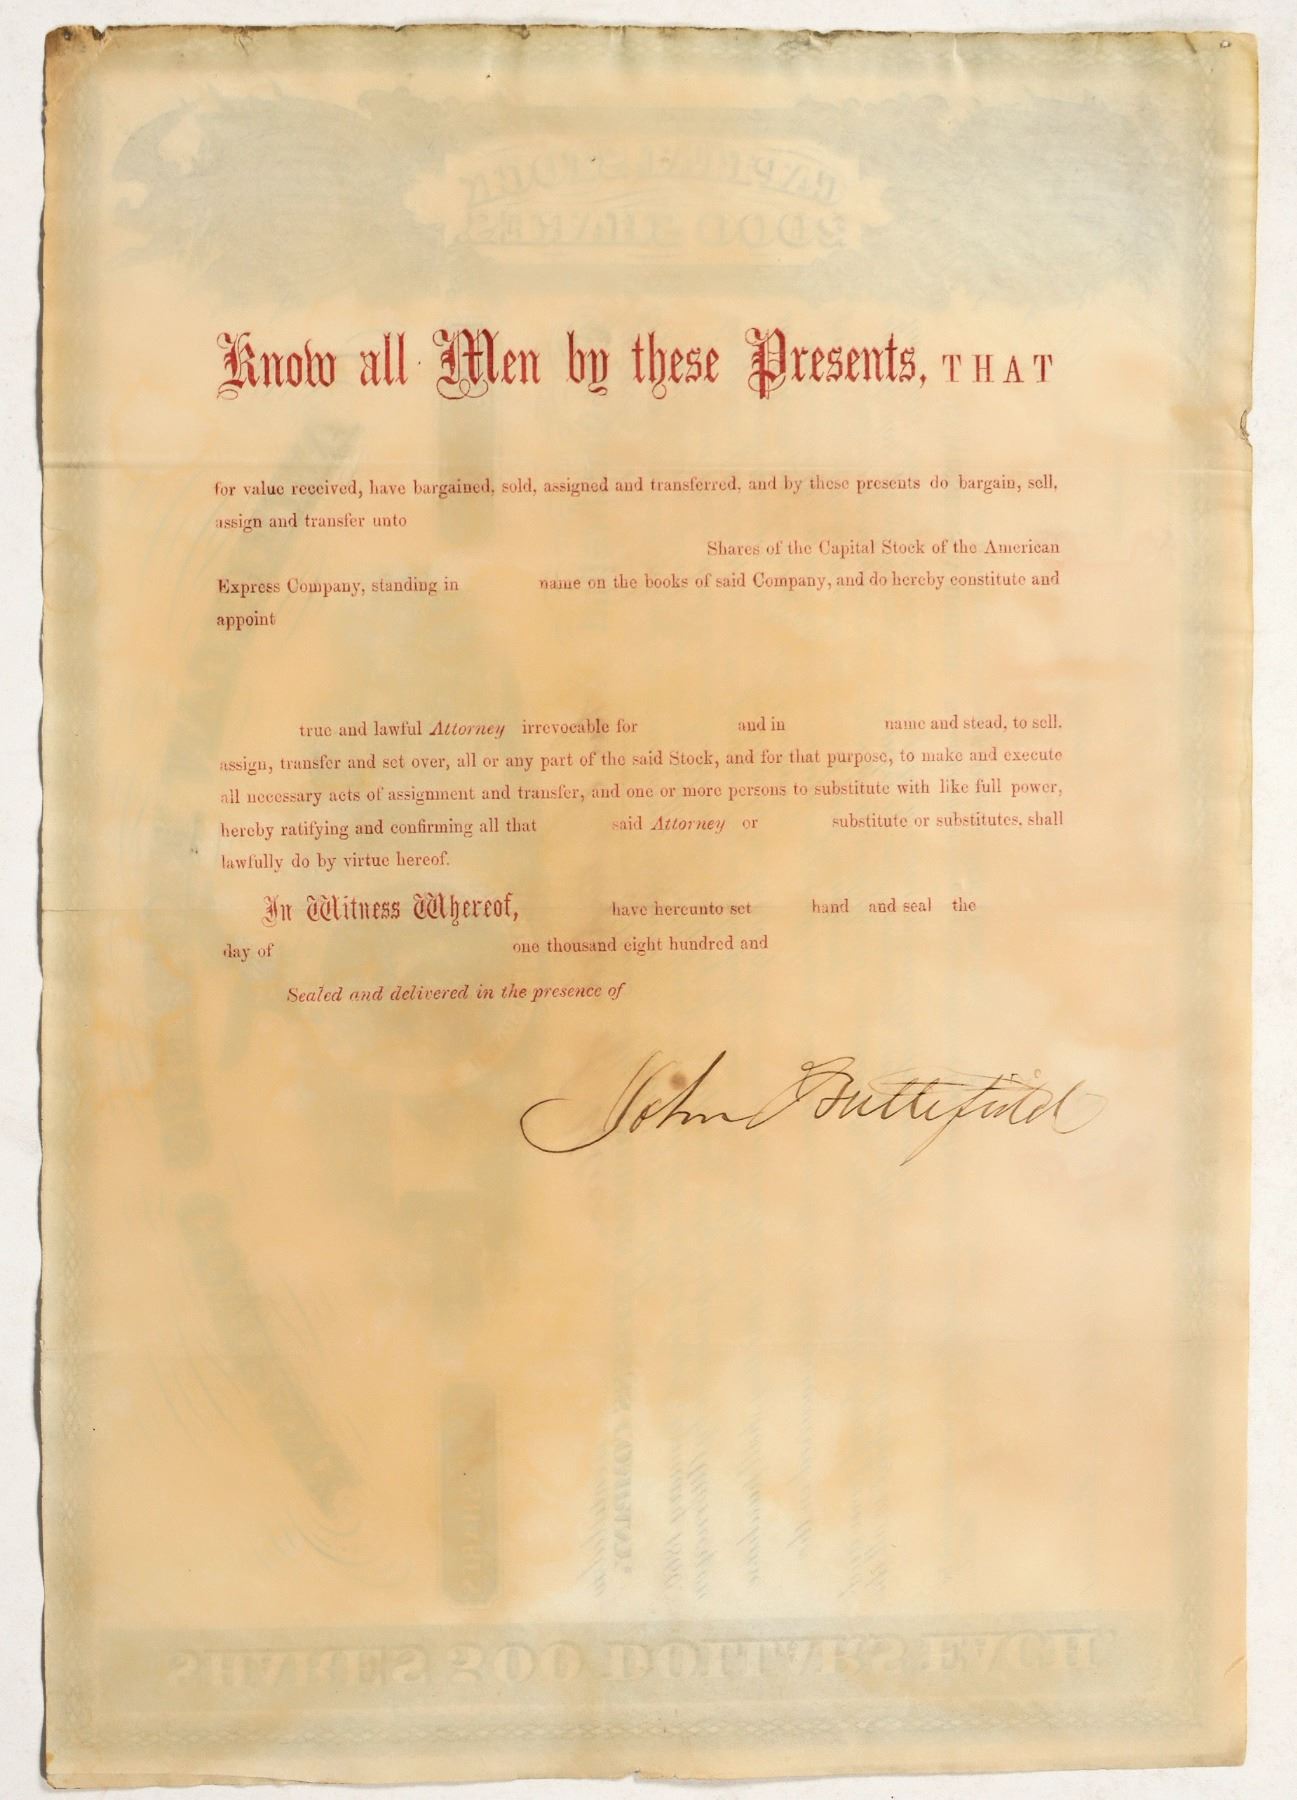 Know all Men by these Presents, THAT
for value received, have bargained, sold, assigned and transferred, and by these presents do bargain, sell,
assign and transfer unto
Shares of the Capital Stock of the American
Express Company, standing in name on the books of said Company, and do hereby constitute and
appoint
true and lawful Attorney irrevocable for and in name and stead, to sell,
assign, transfer and set over, all or any part of the said Stock, and for that purpose, to make and execute
all necessary acts of assignment and transfer, and one or more persons to substitute with like full power,
hereby ratifying and confirming all that said Attorney or substitute or substitutes, shall
lawfully do by virtue hereof.
In Witness Whereof, have hereunto set hand and seal the
day of one thousand eight hundred and
Sealed and delivered in the presence of
John Butterfield